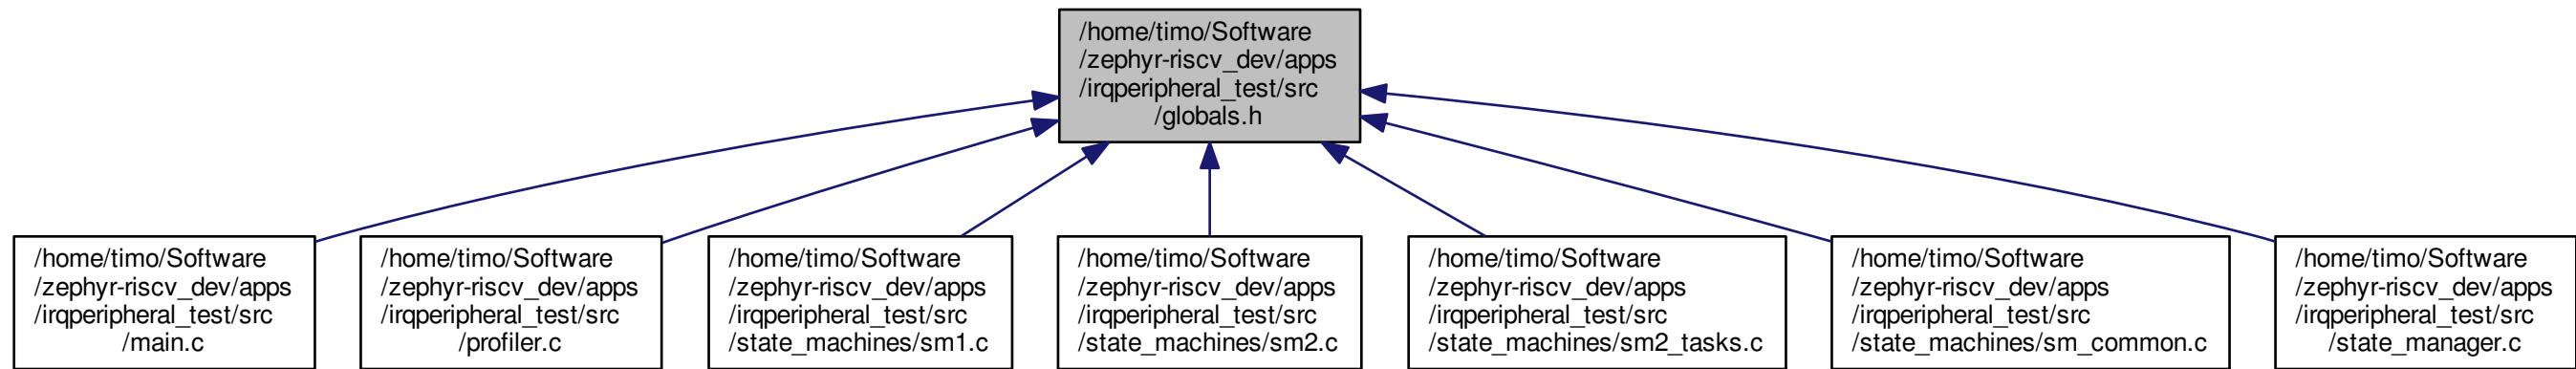 /home/timo/Software
/zephyr-riscv_dev/apps
/irqperipheral_test/src
/globals.h
/home/timo/Software
/zephyr-riscv_dev/apps
/irqperipheral_test/src
/main.c
/home/timo/Software
/zephyr-riscv_dev/apps
/irqperipheral_test/src
/profiler.c
/home/timo/Software
/zephyr-riscv_dev/apps
/irqperipheral_test/src
/state_machines/sm1.c
/home/timo/Software
/zephyr-riscv_dev/apps
/irqperipheral_test/src
/state_machines/sm2.c
/home/timo/Software
/zephyr-riscv_dev/apps
/irqperipheral_test/src
/state_machines/sm2_tasks.c
/home/timo/Software
/zephyr-riscv_dev/apps
/irqperipheral_test/src
/state_machines/sm_common.c
/home/timo/Software
/zephyr-riscv_dev/apps
/irqperipheral_test/src
/state_manager.c